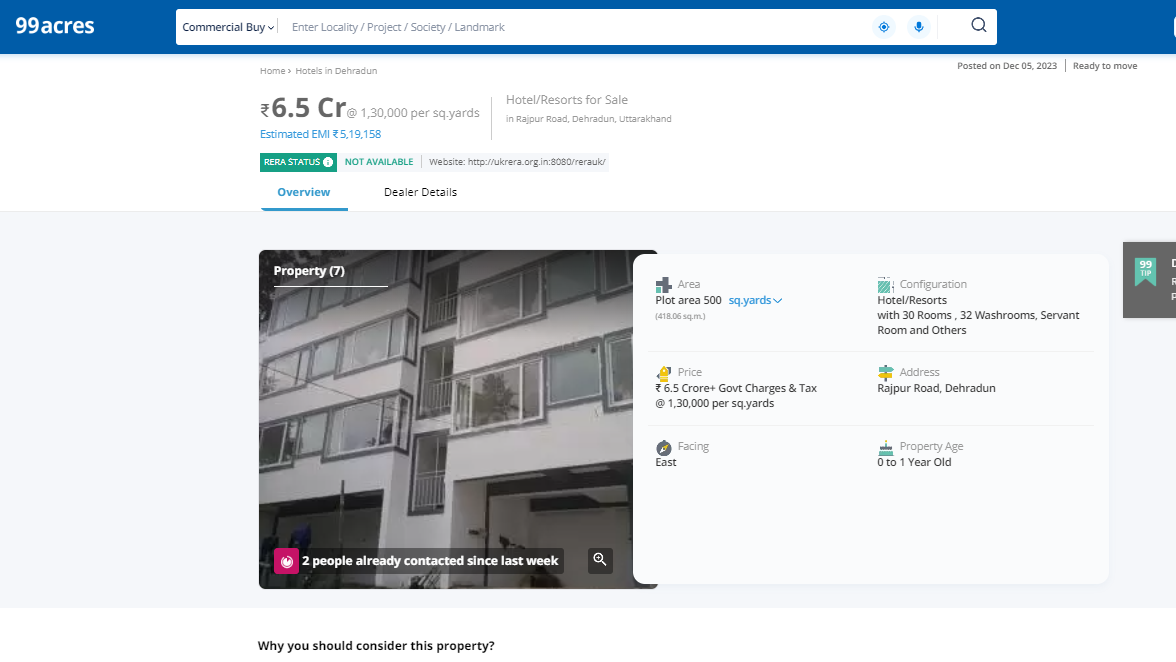 99acres
Commercial Buy
Enter Locality / Project / Society / Landmark
Home › Hotels in Dehradun
Posted on Dec 05, 2023 | Ready to move
₹6.5 Cr @ 1,30,000 per sq.yards
Estimated EMI ₹5,19,158
Hotel/Resorts for Sale
in Rajpur Road, Dehradun, Uttarakhand
RERA STATUS i NOT AVAILABLE | Website: http://ukrera.org.in:8080/rerauk/
Overview
Dealer Details
Property (7)
2 people already contacted since last week
Area
Plot area 500 sq.yards
(418.06 sq.m.)
Configuration
Hotel/Resorts
with 30 Rooms , 32 Washrooms, Servant
Room and Others
Price
₹ 6.5 Crore+ Govt Charges & Tax
@ 1,30,000 per sq.yards
Address
Rajpur Road, Dehradun
Facing
East
Property Age
0 to 1 Year Old
99
TIP
Why you should consider this property?